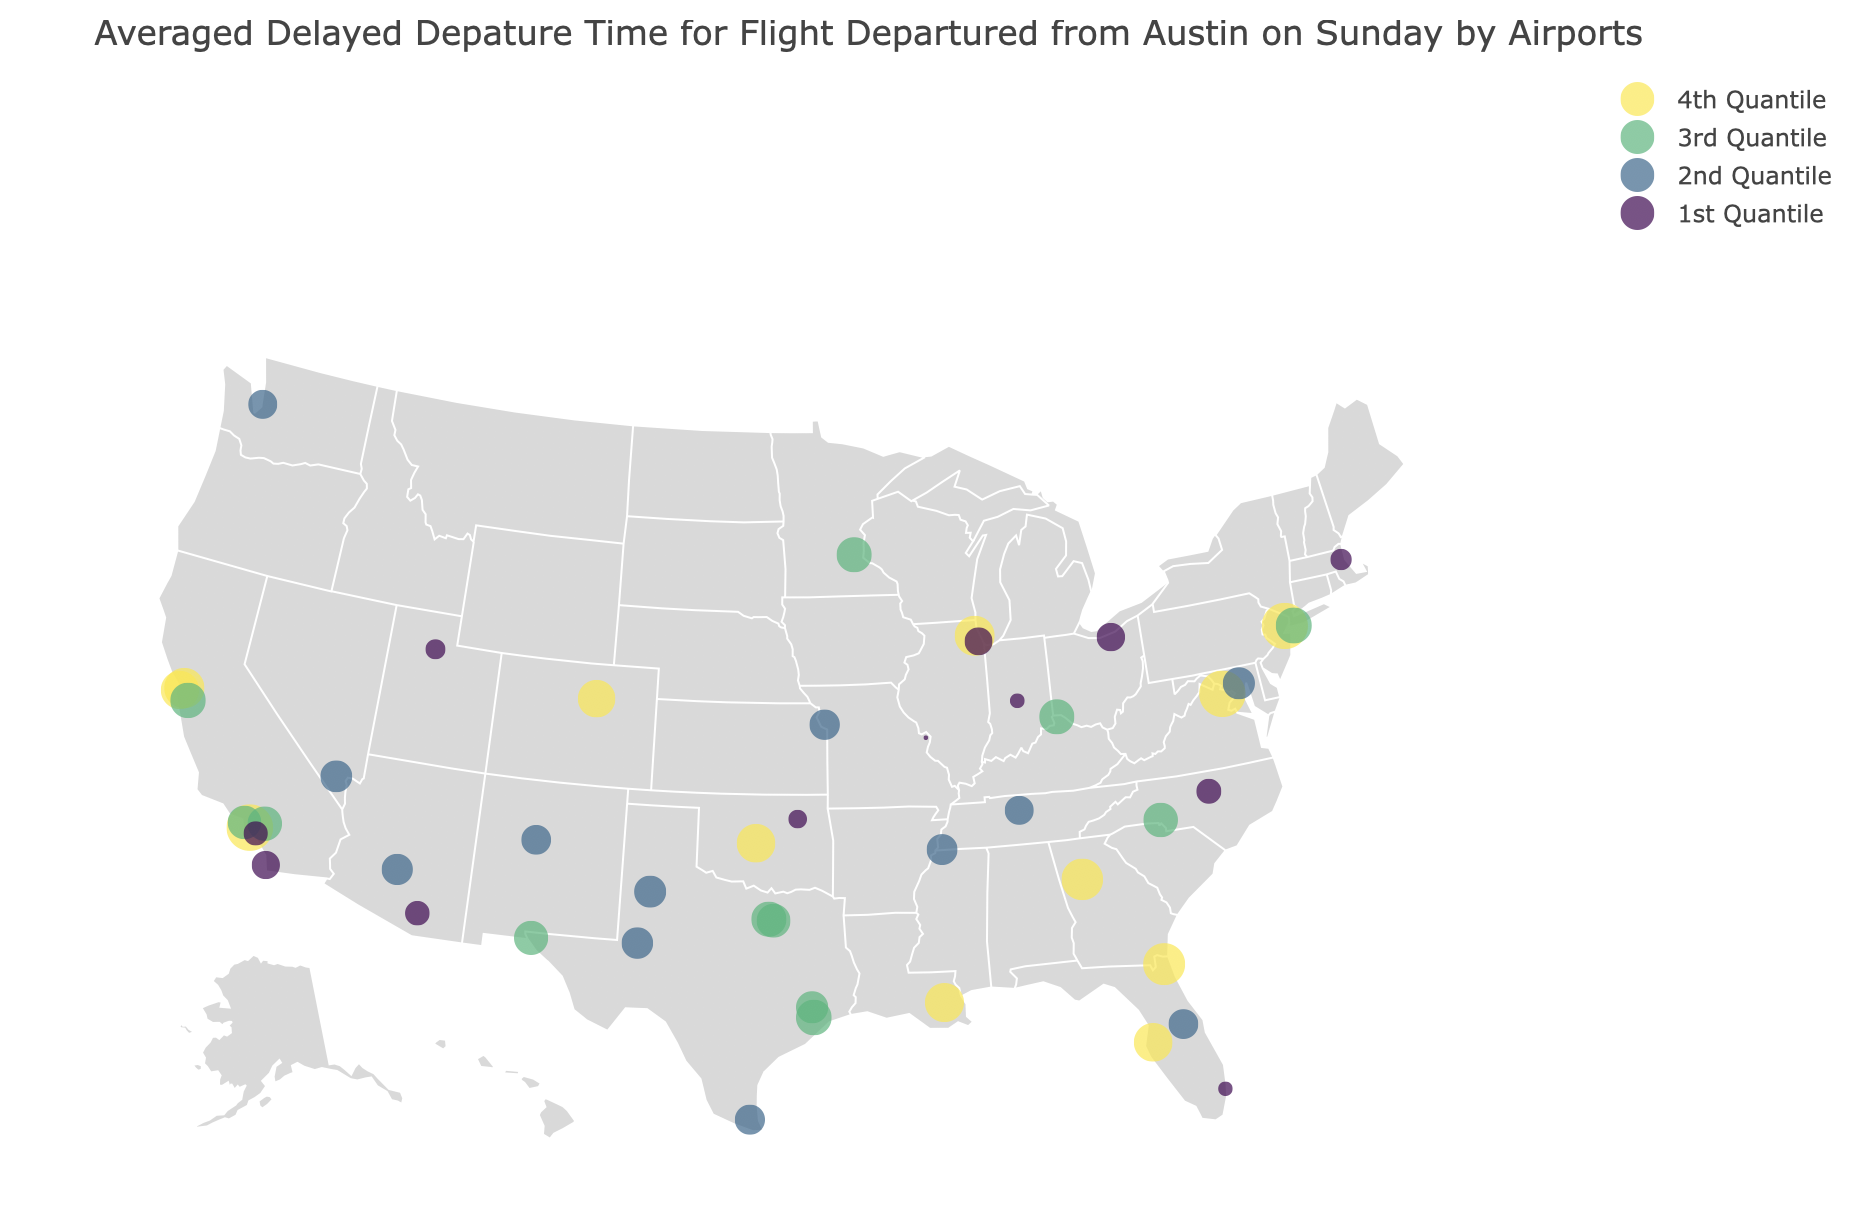 Averaged Delayed Depature Time for Flight Departured from Austin on Sunday by Airports
4th Quantile
3rd Quantile
2nd Quantile
1st Quantile